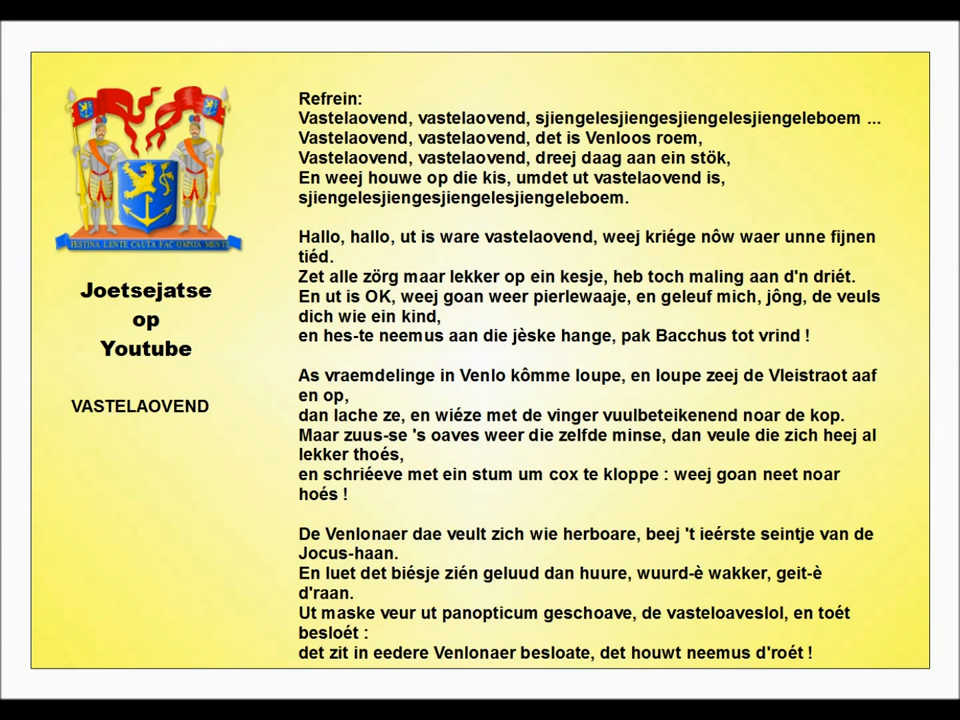 FESTINA LENTE CAUTA FAC OMNIA MENTE
Joetsejatse
op
Youtube
VASTELAOVEND
Refrein:
Vastelaovend, vastelaovend, sjiengelesjiengesjiengelesjiengeleboem ...
Vastelaovend, vastelaovend, det is Venloos roem,
Vastelaovend, vastelaovend, dreej daag aan ein stök,
En weej houwe op die kis, umdet ut vastelaovend is,
sjiengelesjiengesjiengelesjiengeleboem.
Hallo, hallo, ut is ware vastelaovend, weej kriége nôw waer unne fijnen
tiéd.
Zet alle zörg maar lekker op ein kesje, heb toch maling aan d'n driét.
En ut is OK, weej goan weer pierlewaaje, en geleuf mich, jông, de veuls
dich wie ein kind,
en hes-te neemus aan die jèske hange, pak Bacchus tot vrind !
As vraemdelinge in Venlo kômme loupe, en loupe zeej de Vleistraot aaf
en op,
dan lache ze, en wiéze met de vinger vuulbeteikenend noar de kop.
Maar zuus-se 's oaves weer die zelfde minse, dan veule die zich heej al
lekker thoés,
en schriéeve met ein stum um cox te kloppe : weej goan neet noar
hoés !
De Venlonaer dae veult zich wie herboare, beej 't ieérste seintje van de
Jocus-haan.
En luet det biésje zién geluud dan huure, wuurd-è wakker, geit-è
d'raan.
Ut maske veur ut panopticum geschoave, de vasteloaveslol, en toét
besloét :
det zit in eedere Venlonaer besloate, det houwt neemus d'roét !